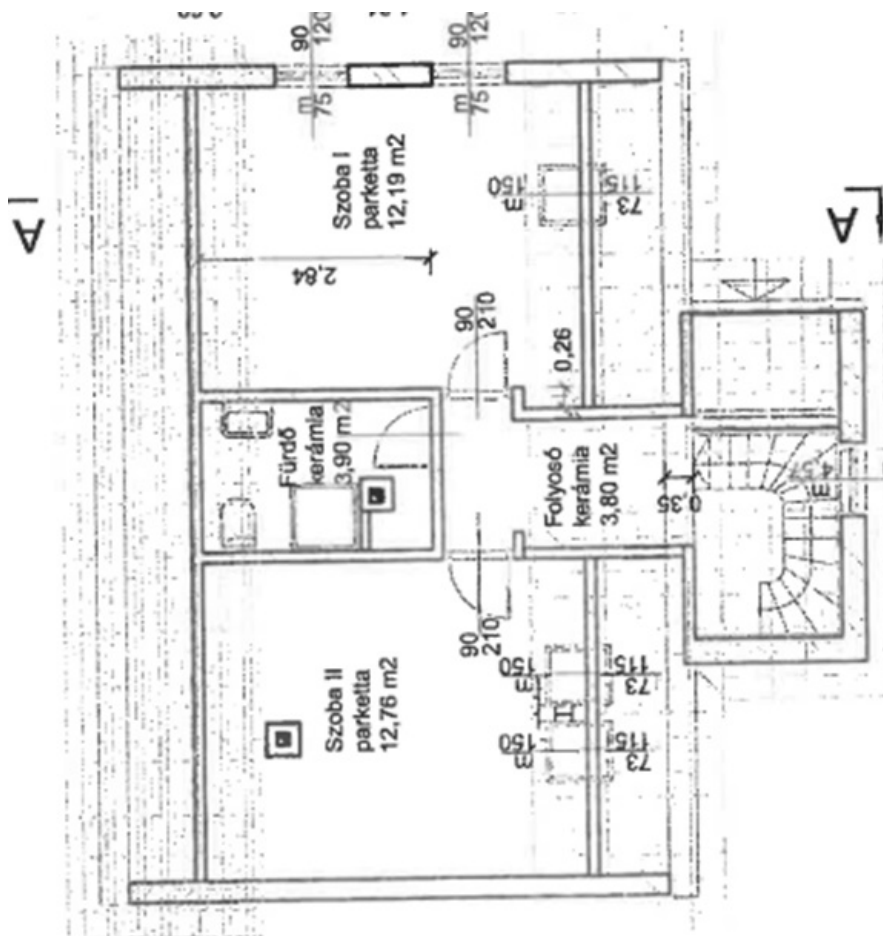 90
120
m
75
90
120
m
75
Szoba I
parketta
12,19 m2
150
m
115
73
A
A
2,84
90
210
0,26
Fürdő
kerámia
3,90 m2
Folyosó
kerámia
3,80 m2
0,35
m
90
210
Szoba II
parketta
12,76 m2
150
m
115
73
150
m
115
73